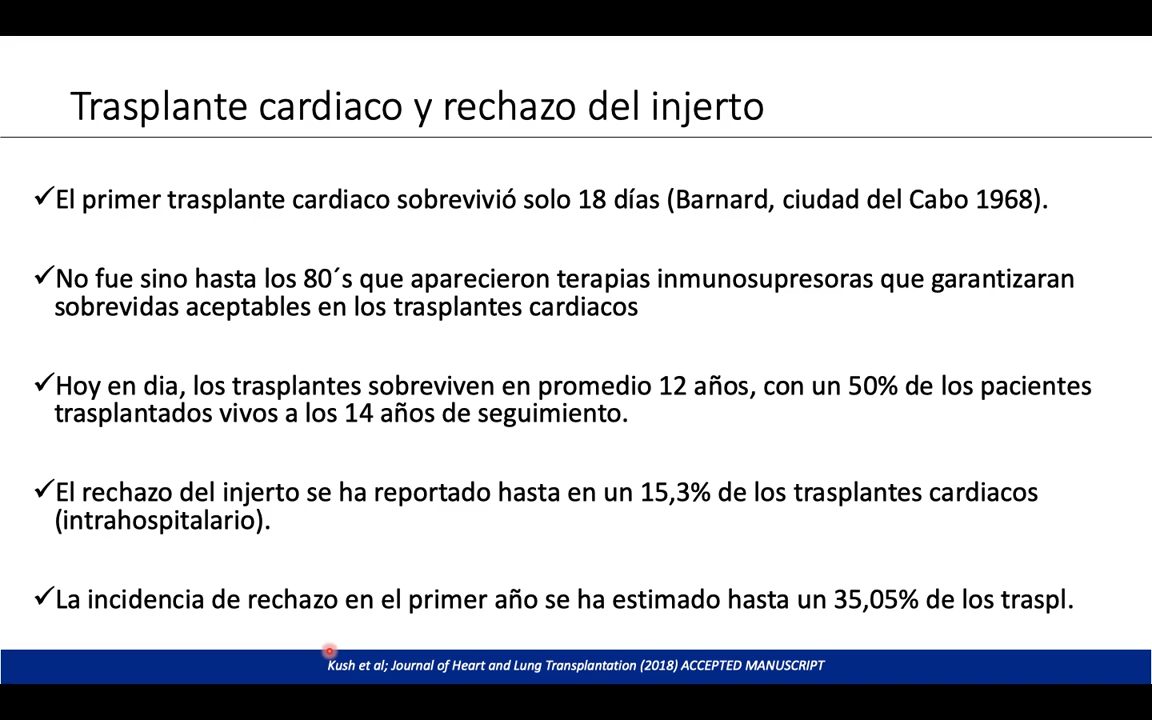 Trasplante cardiaco y rechazo del injerto
✓El primer trasplante cardiaco sobrevivió solo 18 días (Barnard, ciudad del Cabo 1968).
✓No fue sino hasta los 80´s que aparecieron terapias inmunosupresoras que garantizaran
sobrevidas aceptables en los trasplantes cardiacos
✓Hoy en dia, los trasplantes sobreviven en promedio 12 años, con un 50% de los pacientes
trasplantados vivos a los 14 años de seguimiento.
✓El rechazo del injerto se ha reportado hasta en un 15,3% de los trasplantes cardiacos
(intrahospitalario).
✓La incidencia de rechazo en el primer año se ha estimado hasta un 35,05% de los traspl.
Kush et al; Journal of Heart and Lung Transplantation (2018) ACCEPTED MANUSCRIPT